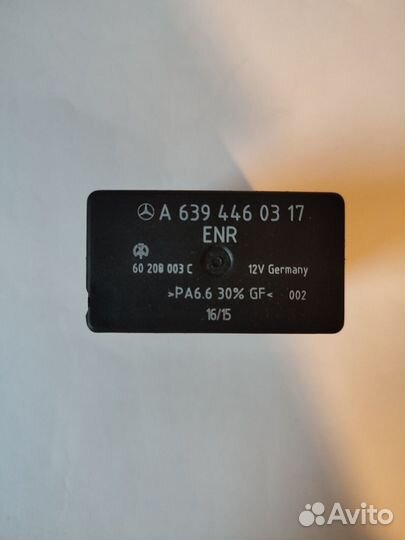 A 639 446 03 17
ENR
60 208 003 C 12V Germany
>PA6.6 30% GF< 002
16/15
Avito